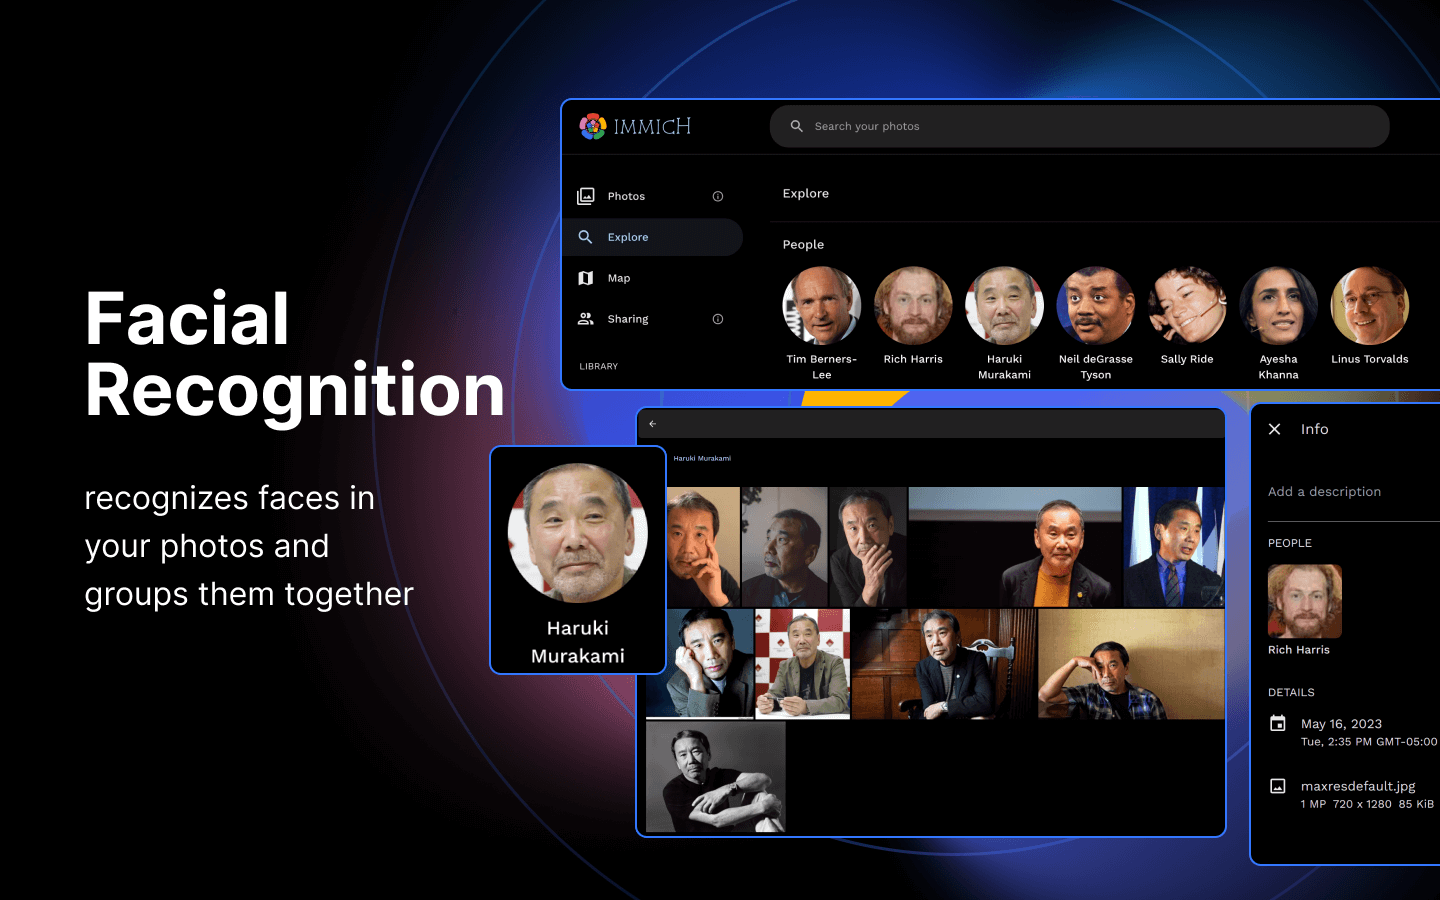 Facial
Recognition
recognizes faces in
your photos and
groups them together
IMMICH
Search your photos
Photos
Explore
Map
Sharing
LIBRARY
Explore
People
Tim Berners-
Lee
Rich Harris
Haruki
Murakami
Neil deGrasse
Tyson
Sally Ride
Ayesha
Khanna
Linus Torvalds
Haruki Murakami
Haruki
Murakami
Info
Add a description
PEOPLE
Rich Harris
DETAILS
May 16, 2023
Tue, 2:35 PM GMT-05:00
maxresdefault.jpg
1 MP 720 x 1280 85 KiB